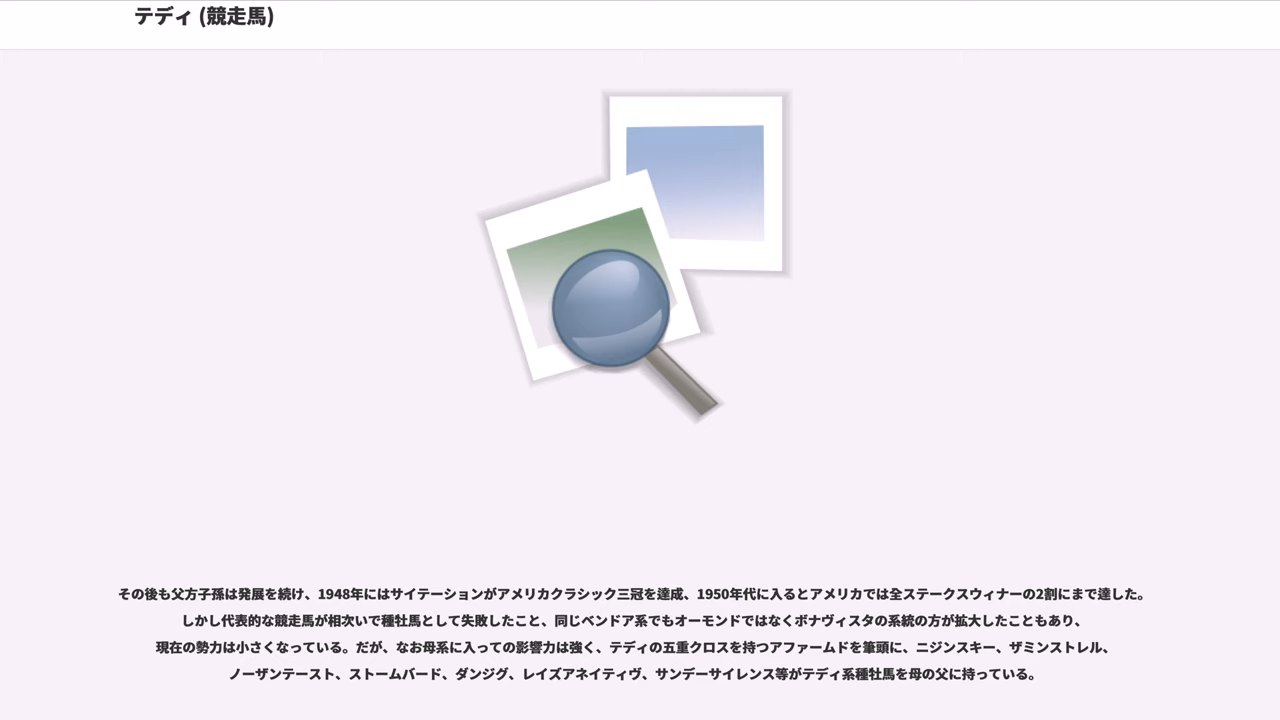 テディ (競走馬)
その後も父方子孫は発展を続け、1948年にはサイテーションがアメリカクラシック三冠を達成、1950年代に入るとアメリカでは全ステークスウィナーの2割にまで達した。
しかし代表的な競走馬が相次いで種牡馬として失敗したこと、同じベンドア系でもオーモンドではなくボナヴィスタの系統の方が拡大したこともあり、
現在の勢力は小さくなっている。だが、なお母系に入っての影響力は強く、テディの五重クロスを持つアファームドを筆頭に、ニジンスキー、ザミンストレル、
ノーザンテースト、ストームバード、ダンジグ、レイズアネイティヴ、サンデーサイレンス等がテディ系種牡馬を母の父に持っている。